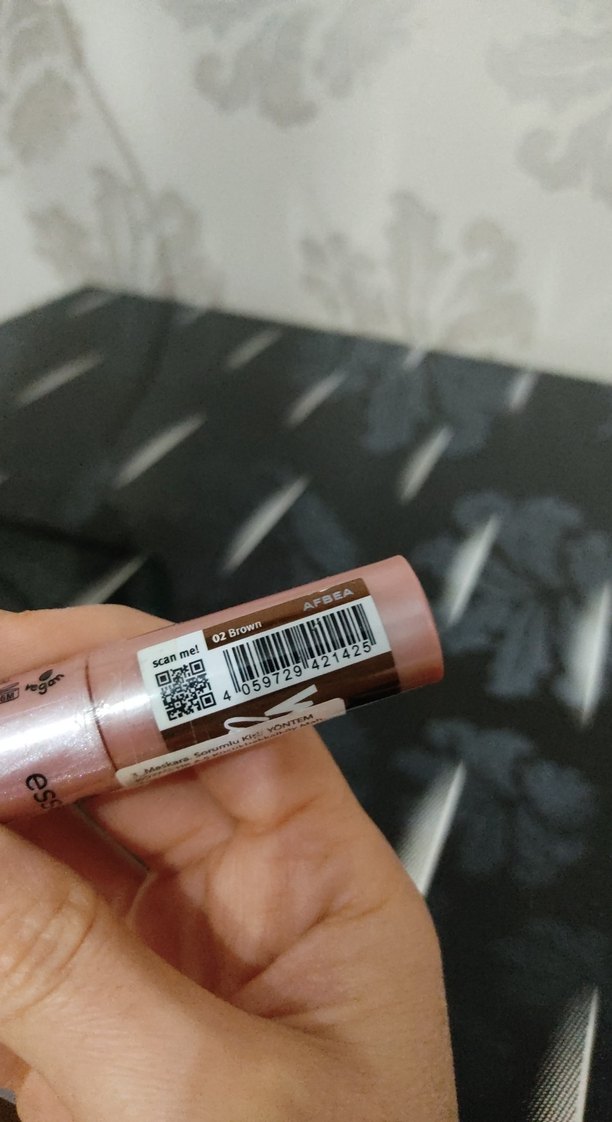 AFBEA
02 Brown
scan me!
4 059729 421425
vegan
ess
Maskara. Sorumlu Kişi: YÖNTEM